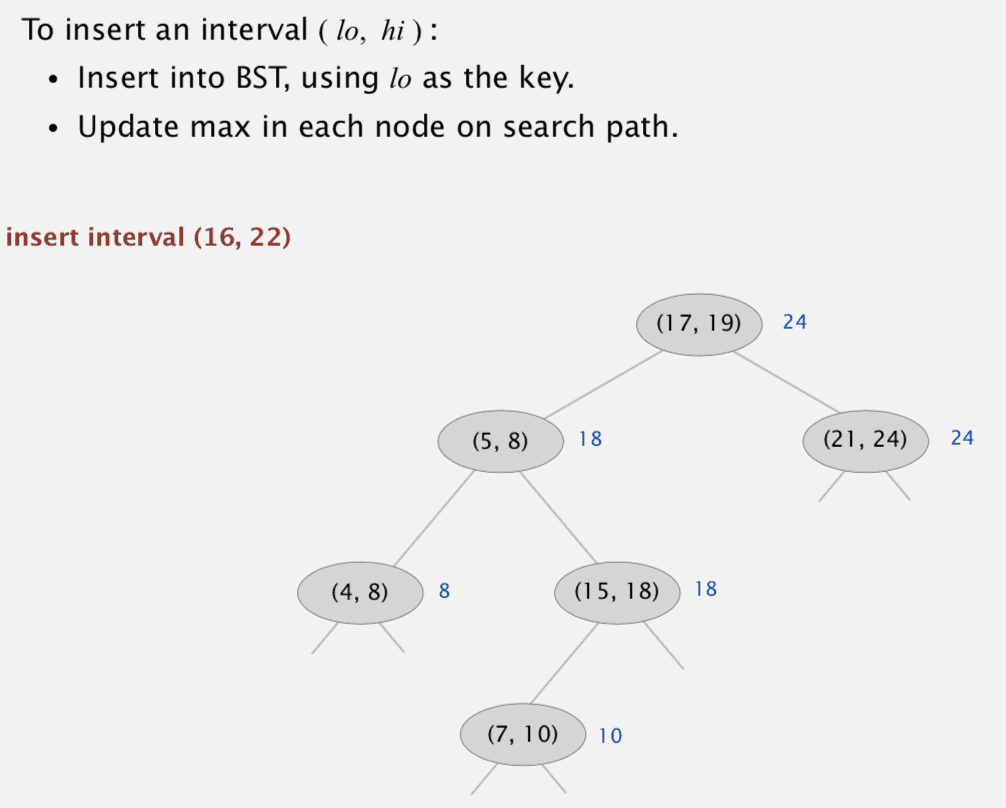 To insert an interval ( lo, hi ) :
• Insert into BST, using lo as the key.
• Update max in each node on search path.
insert interval (16, 22)
(17, 19) 24
(5, 8) 18
(21, 24) 24
(4, 8) 8
(15, 18) 18
(7, 10) 10